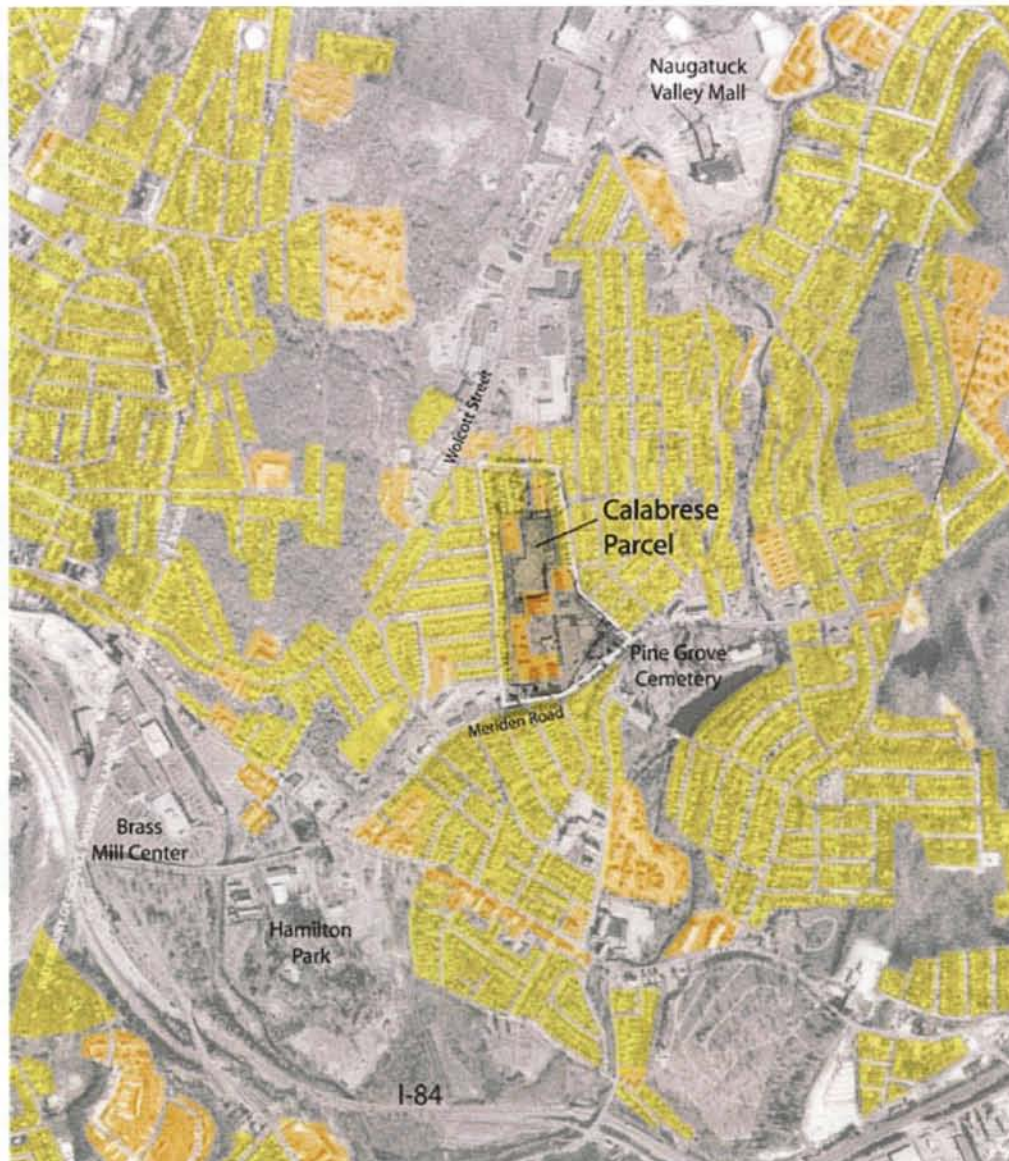 Naugatuck
Valley Mall
Wolcott Street
Calabrese
Parcel
Pine Grove
Cemetery
Meriden Road
Brass
Mill Center
Hamilton
Park
I-84